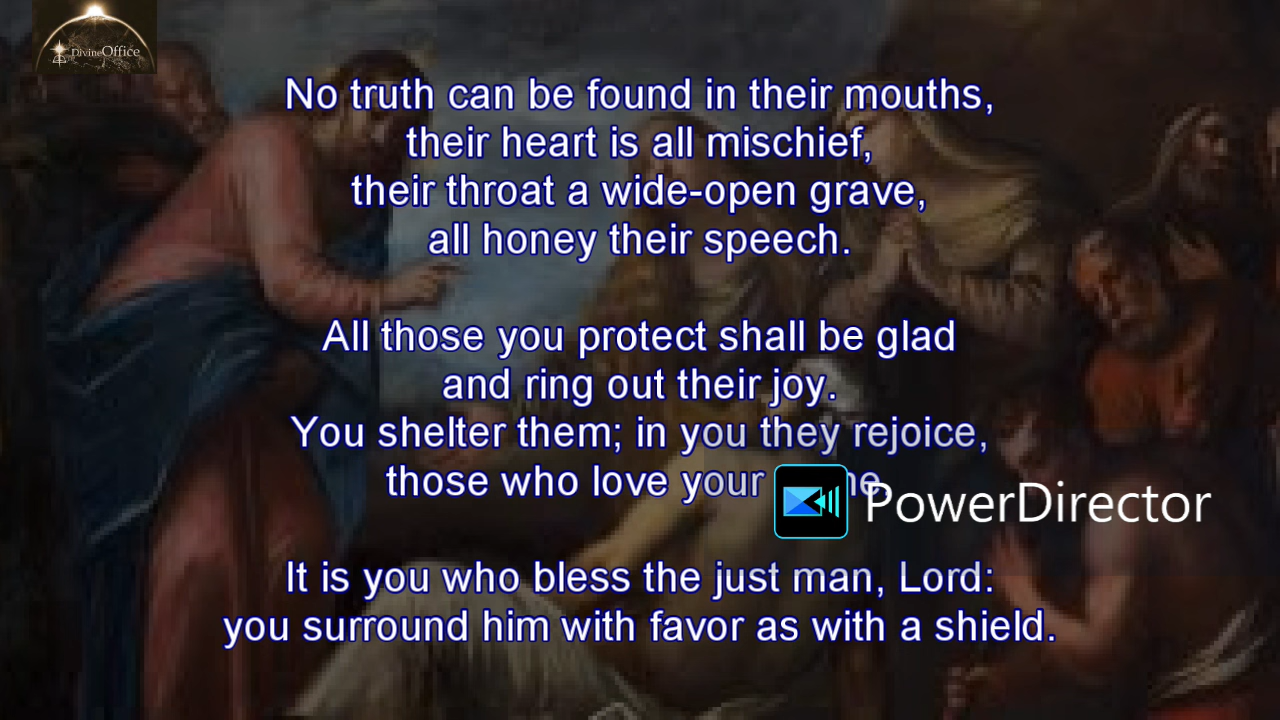 DivineOffice
No truth can be found in their mouths,
their heart is all mischief,
their throat a wide-open grave,
all honey their speech.
All those you protect shall be glad
and ring out their joy.
You shelter them; in you they rejoice,
those who love your
PowerDirector
It is you who bless the just man, Lord:
you surround him with favor as with a shield.